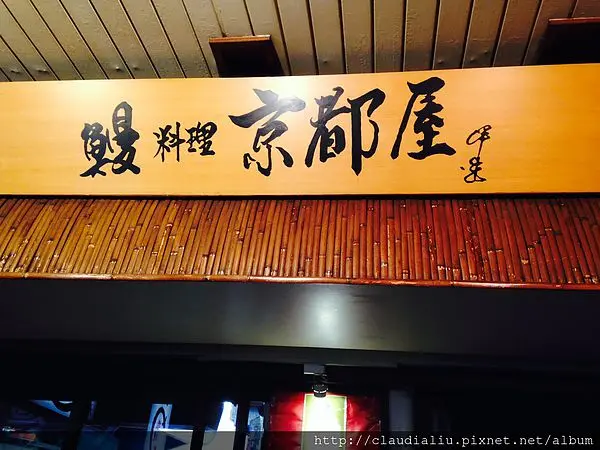 鰻料理 京都屋
http://claudialiu.pixnet.net/album